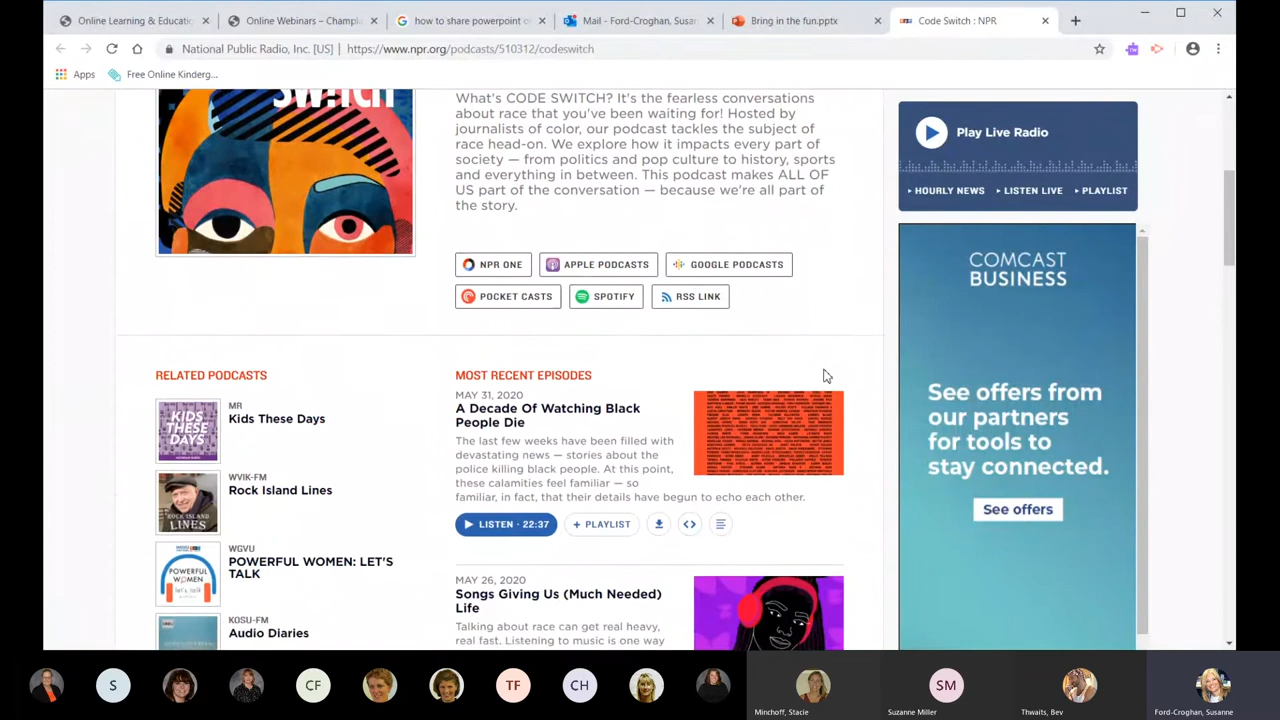 Online Learning & Educati
Online Webinars – Champla
how to share powerpoint o
Mail - Ford-Croghan, Susan
Bring in the fun.pptx
Code Switch : NPR
National Public Radio, Inc. [US] | https://www.npr.org/podcasts/510312/codeswitch
Apps
Free Online Kinderg...
SW:TCH
What's CODE SWITCH? It's the fearless conversations
about race that you've been waiting for! Hosted by
journalists of color, our podcast tackles the subject of
race head-on. We explore how it impacts every part of
society — from politics and pop culture to history, sports
and everything in between. This podcast makes ALL OF
US part of the conversation — because we're all part of
the story.
NPR ONE
APPLE PODCASTS
GOOGLE PODCASTS
POCKET CASTS
SPOTIFY
RSS LINK
Play Live Radio
HOURLY NEWS
LISTEN LIVE
PLAYLIST
COMCAST
BUSINESS
See offers from
our partners
for tools to
stay connected.
See offers
RELATED PODCASTS
KIDS
THESE
DAYS
MR
Kids These Days
ROCK ISLAND
LINES
WVIK-FM
Rock Island Lines
POWERFUL
WOMEN
let's talk
WGVU
POWERFUL WOMEN: LET'S
TALK
KOSU-FM
Audio Diaries
MOST RECENT EPISODES
MAY 31, 2020
A Decade Of Watching Black
People Die
The last few weeks have been filled with
devastating news — stories about the
police killing black people. At this point,
these calamities feel familiar — so
familiar, in fact, that their details have begun to echo each other.
LISTEN · 22:37
+ PLAYLIST
MAY 26, 2020
Songs Giving Us (Much Needed)
Life
Talking about race can get real heavy,
real fast. Listening to music is one way
S
CF
TF
CH
SM
Minchoff, Stacie
Suzanne Miller
Thwaits, Bev
Ford-Croghan, Susanne